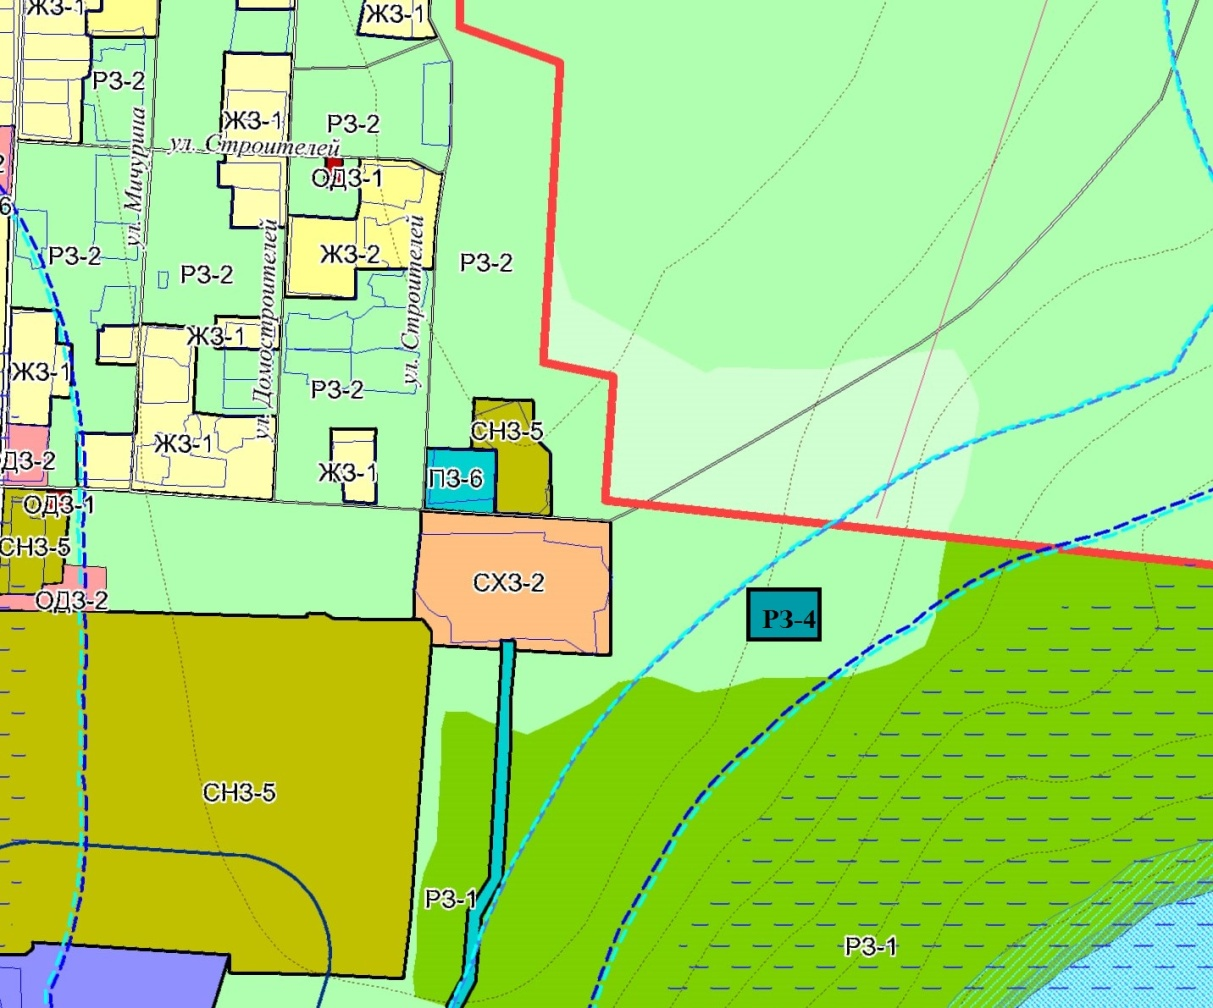 ЖЗ-1
ЖЗ-1
РЗ-2
ЖЗ-1
РЗ-2
ул. Строителей
ул. Мичурина
ОДЗ-1
6
РЗ-2
РЗ-2
ЖЗ-2
РЗ-2
ул. Домостроителей
ул. Строителей
ЖЗ-1
ЖЗ-1
РЗ-2
СНЗ-5
ЖЗ-1
ДЗ-2
ЖЗ-1
ПЗ-6
ОДЗ-1
СНЗ-5
СХЗ-2
ОДЗ-2
РЗ-4
СНЗ-5
РЗ-1
РЗ-1